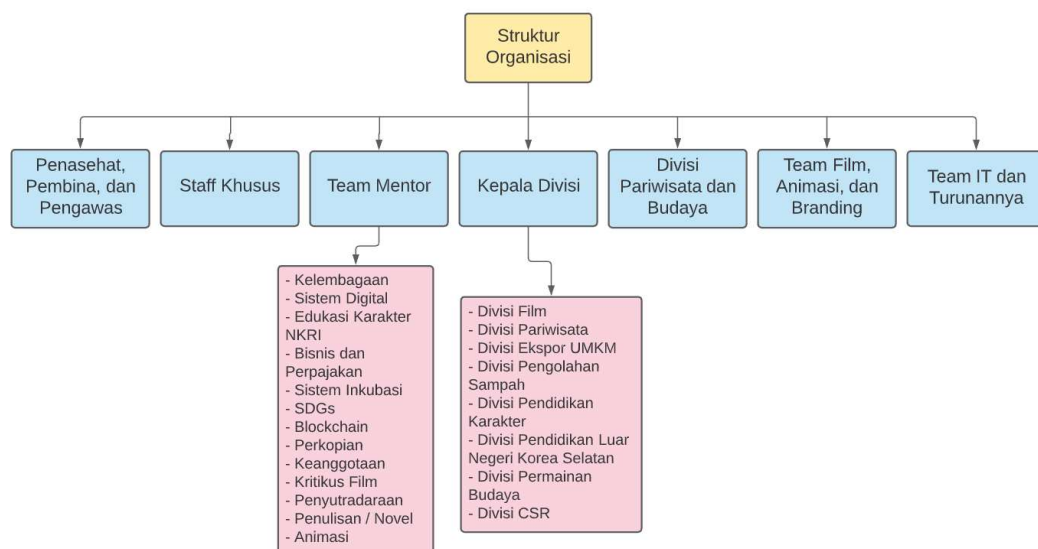 Struktur
Organisasi
Penasehat,
Pembina, dan
Pengawas
Staff Khusus
Team Mentor
Kepala Divisi
Divisi
Pariwisata dan
Budaya
Team Film,
Animasi, dan
Branding
Team IT dan
Turunannya
- Kelembagaan
- Sistem Digital
- Edukasi Karakter
NKRI
- Bisnis dan
Perpajakan
- Sistem Inkubasi
- SDGs
- Blockchain
- Perkopian
- Keanggotaan
- Kritikus Film
- Penyutradaraan
- Penulisan / Novel
- Animasi
- Divisi Film
- Divisi Pariwisata
- Divisi Ekspor UMKM
- Divisi Pengolahan
Sampah
- Divisi Pendidikan
Karakter
- Divisi Pendidikan Luar
Negeri Korea Selatan
- Divisi Permainan
Budaya
- Divisi CSR